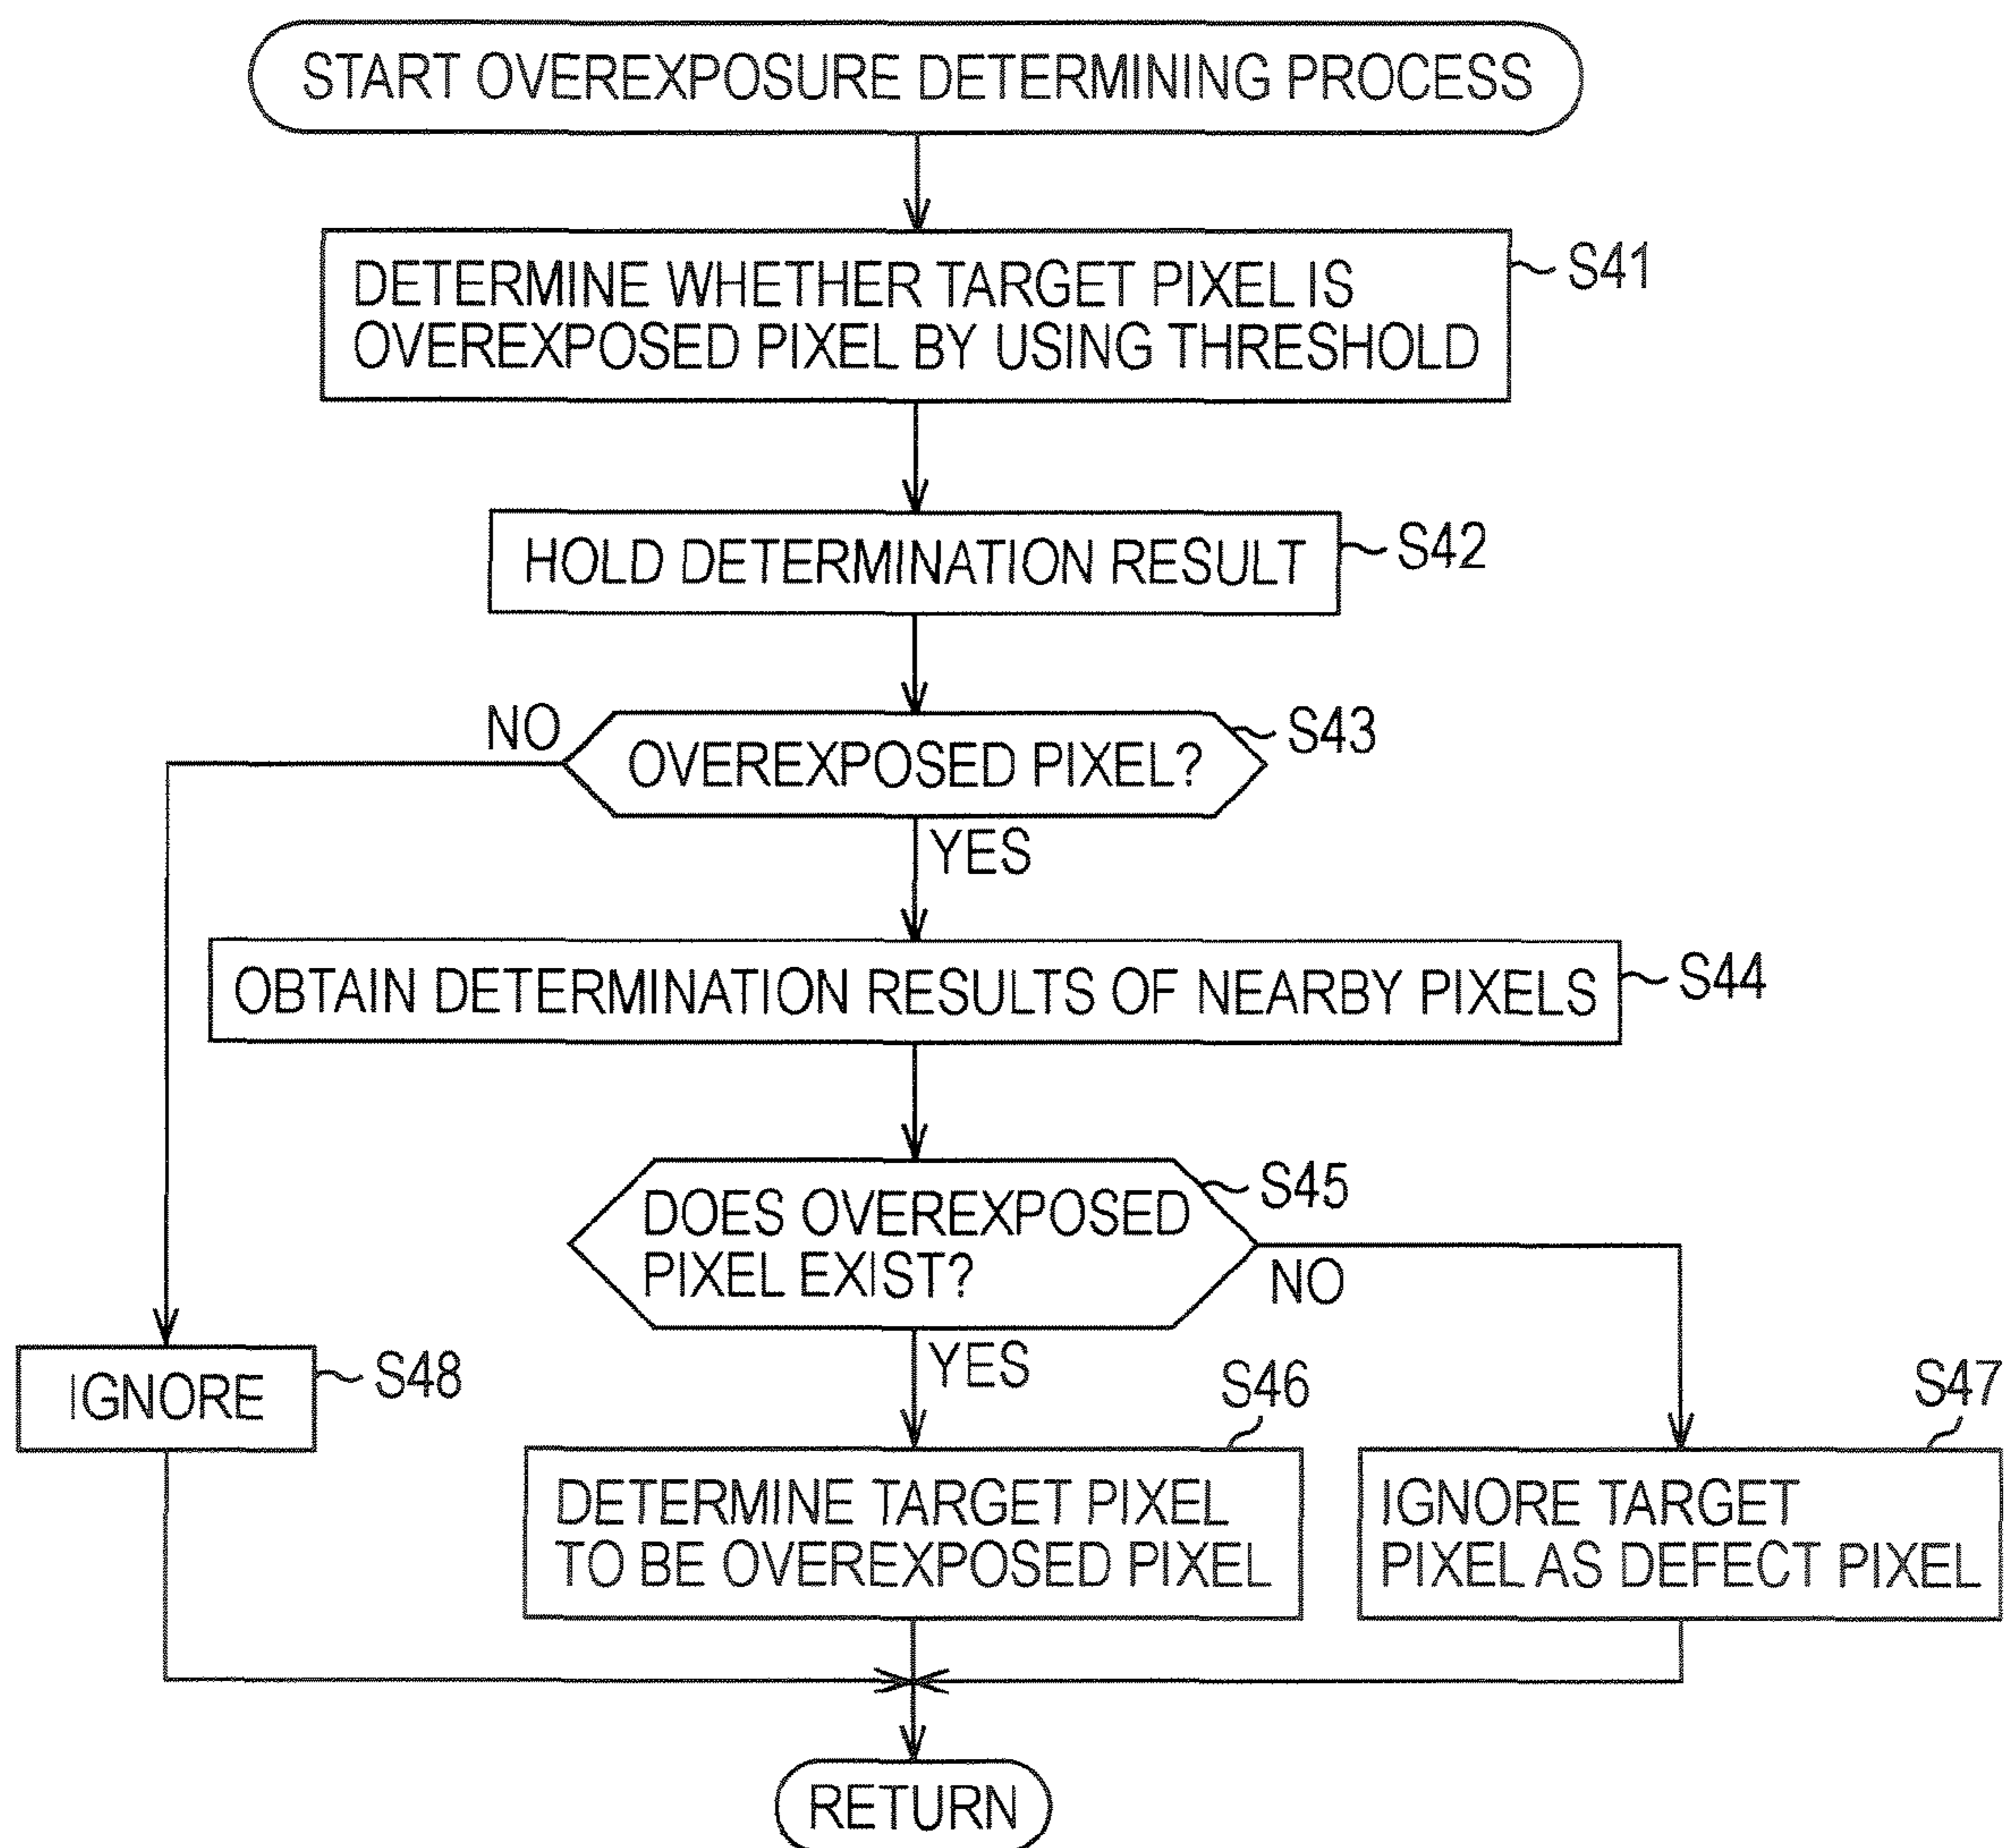 START OVEREXPOSURE DETERMINING PROCESS
DETERMINE WHETHER TARGET PIXEL IS
OVEREXPOSED PIXEL BY USING THRESHOLD
S41
HOLD DETERMINATION RESULT
S42
NO
OVEREXPOSED PIXEL?
S43
YES
OBTAIN DETERMINATION RESULTS OF NEARBY PIXELS
S44
DOES OVEREXPOSED
PIXEL EXIST?
S45
NO
YES
IGNORE
S48
S46
DETERMINE TARGET PIXEL
TO BE OVEREXPOSED PIXEL
S47
IGNORE TARGET
PIXEL AS DEFECT PIXEL
RETURN